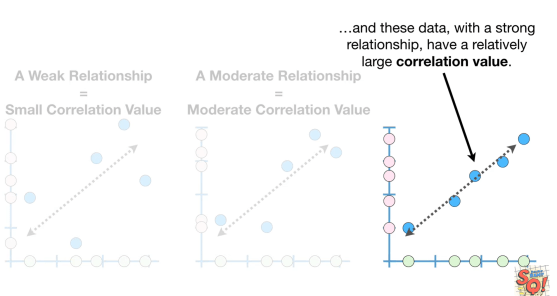 …and these data, with a strong
relationship, have a relatively
large correlation value.
A Weak Relationship
=
Small Correlation Value
A Moderate Relationship
=
Moderate Correlation Value
SQ!